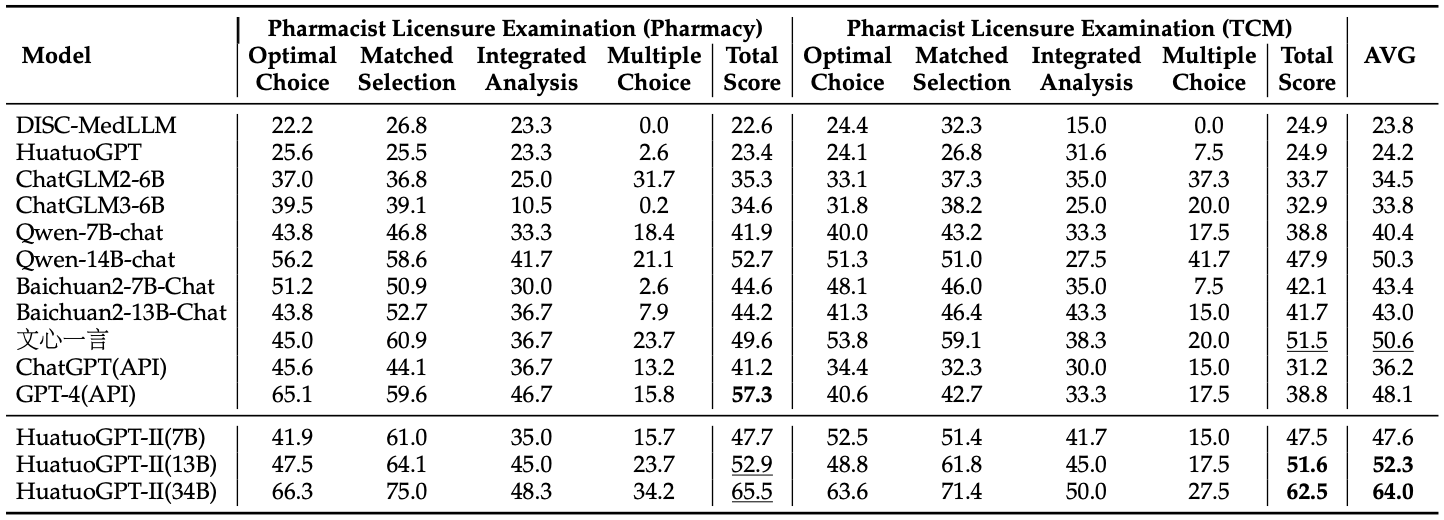 Model Pharmacist Licensure Examination (Pharmacy) Pharmacist Licensure Examination (TCM) AVG
Optimal Choice Matched Selection Integrated Analysis Multiple Choice Total Score Optimal Choice Matched Selection Integrated Analysis Multiple Choice Total Score
DISC-MedLLM 22.2 26.8 23.3 0.0 22.6 24.4 32.3 15.0 0.0 24.9 23.8
HuatuoGPT 25.6 25.5 23.3 2.6 23.4 24.1 26.8 31.6 7.5 24.9 24.2
ChatGLM2-6B 37.0 36.8 25.0 31.7 35.3 33.1 37.3 35.0 37.3 33.7 34.5
ChatGLM3-6B 39.5 39.1 10.5 0.2 34.6 31.8 38.2 25.0 20.0 32.9 33.8
Qwen-7B-chat 43.8 46.8 33.3 18.4 41.9 40.0 43.2 33.3 17.5 38.8 40.4
Qwen-14B-chat 56.2 58.6 41.7 21.1 52.7 51.3 51.0 27.5 41.7 47.9 50.3
Baichuan2-7B-Chat 51.2 50.9 30.0 2.6 44.6 48.1 46.0 35.0 7.5 42.1 43.4
Baichuan2-13B-Chat 43.8 52.7 36.7 7.9 44.2 41.3 46.4 43.3 15.0 41.7 43.0
文心一言 45.0 60.9 36.7 23.7 49.6 53.8 59.1 38.3 20.0 51.5 50.6
ChatGPT(API) 45.6 44.1 36.7 13.2 41.2 34.4 32.3 30.0 15.0 31.2 36.2
GPT-4(API) 65.1 59.6 46.7 15.8 57.3 40.6 42.7 33.3 17.5 38.8 48.1
HuatuoGPT-II(7B) 41.9 61.0 35.0 15.7 47.7 52.5 51.4 41.7 15.0 47.5 47.6
HuatuoGPT-II(13B) 47.5 64.1 45.0 23.7 52.9 48.8 61.8 45.0 17.5 51.6 52.3
HuatuoGPT-II(34B) 66.3 75.0 48.3 34.2 65.5 63.6 71.4 50.0 27.5 62.5 64.0